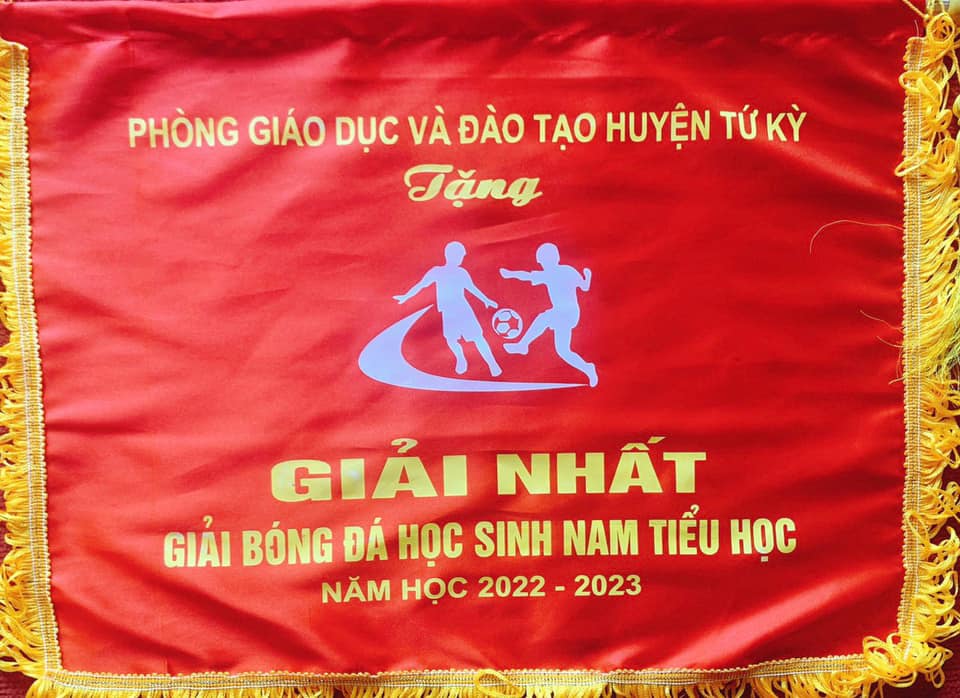 PHÒNG GIÁO DỤC VÀ ĐÀO TẠO HUYỆN TỨ KỲ
Tặng
GIẢI NHẤT
GIẢI BÓNG ĐÁ HỌC SINH NAM TIỂU HỌC
NĂM HỌC 2022 - 2023